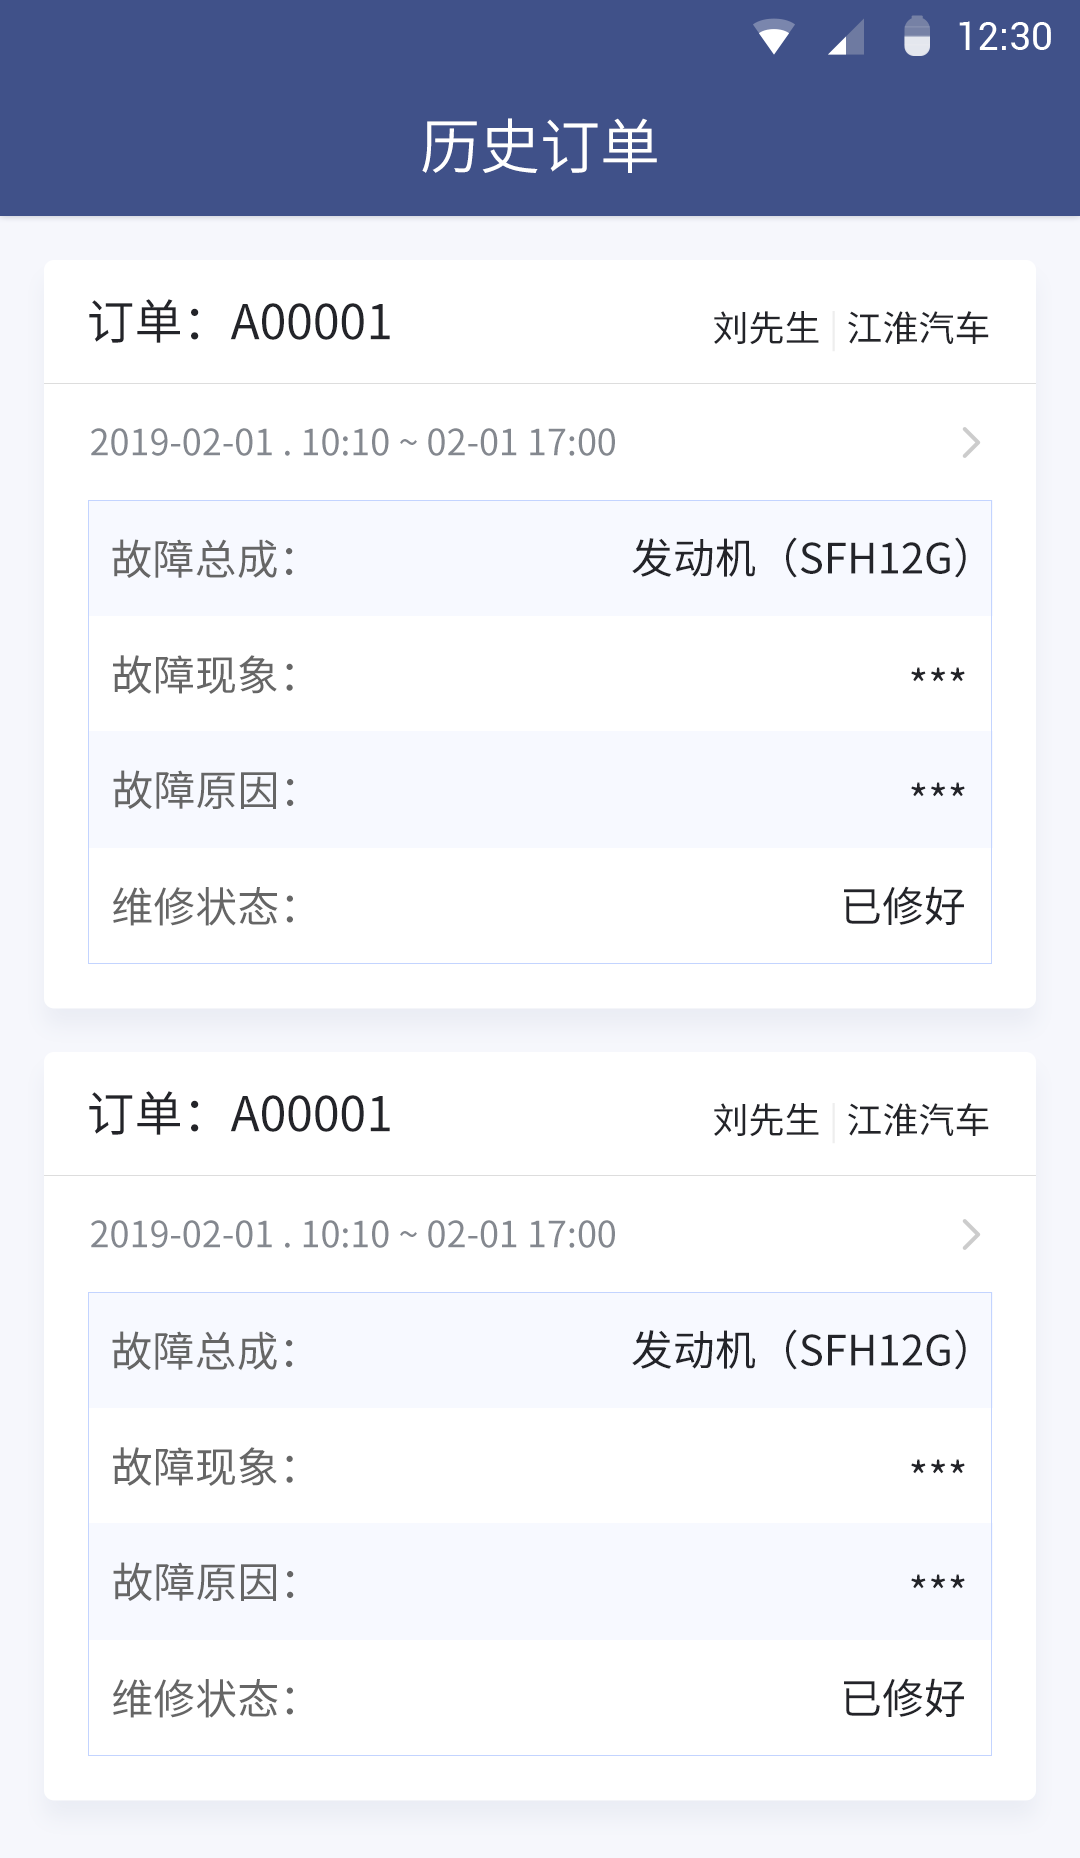 12:30
历史订单
订单：A00001 刘先生 江淮汽车
2019-02-01 . 10:10 ~ 02-01 17:00
故障总成： 发动机（SFH12G）
故障现象： ***
故障原因： ***
维修状态： 已修好
订单：A00001 刘先生 江淮汽车
2019-02-01 . 10:10 ~ 02-01 17:00
故障总成： 发动机（SFH12G）
故障现象： ***
故障原因： ***
维修状态： 已修好